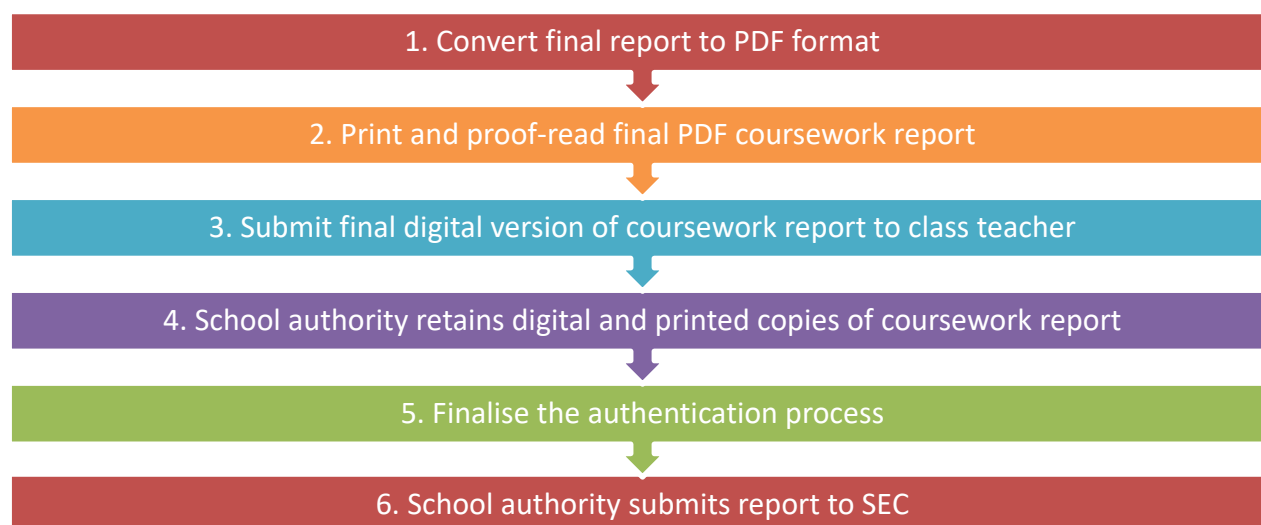 1. Convert final report to PDF format
2. Print and proof-read final PDF coursework report
3. Submit final digital version of coursework report to class teacher
4. School authority retains digital and printed copies of coursework report
5. Finalise the authentication process
6. School authority submits report to SEC